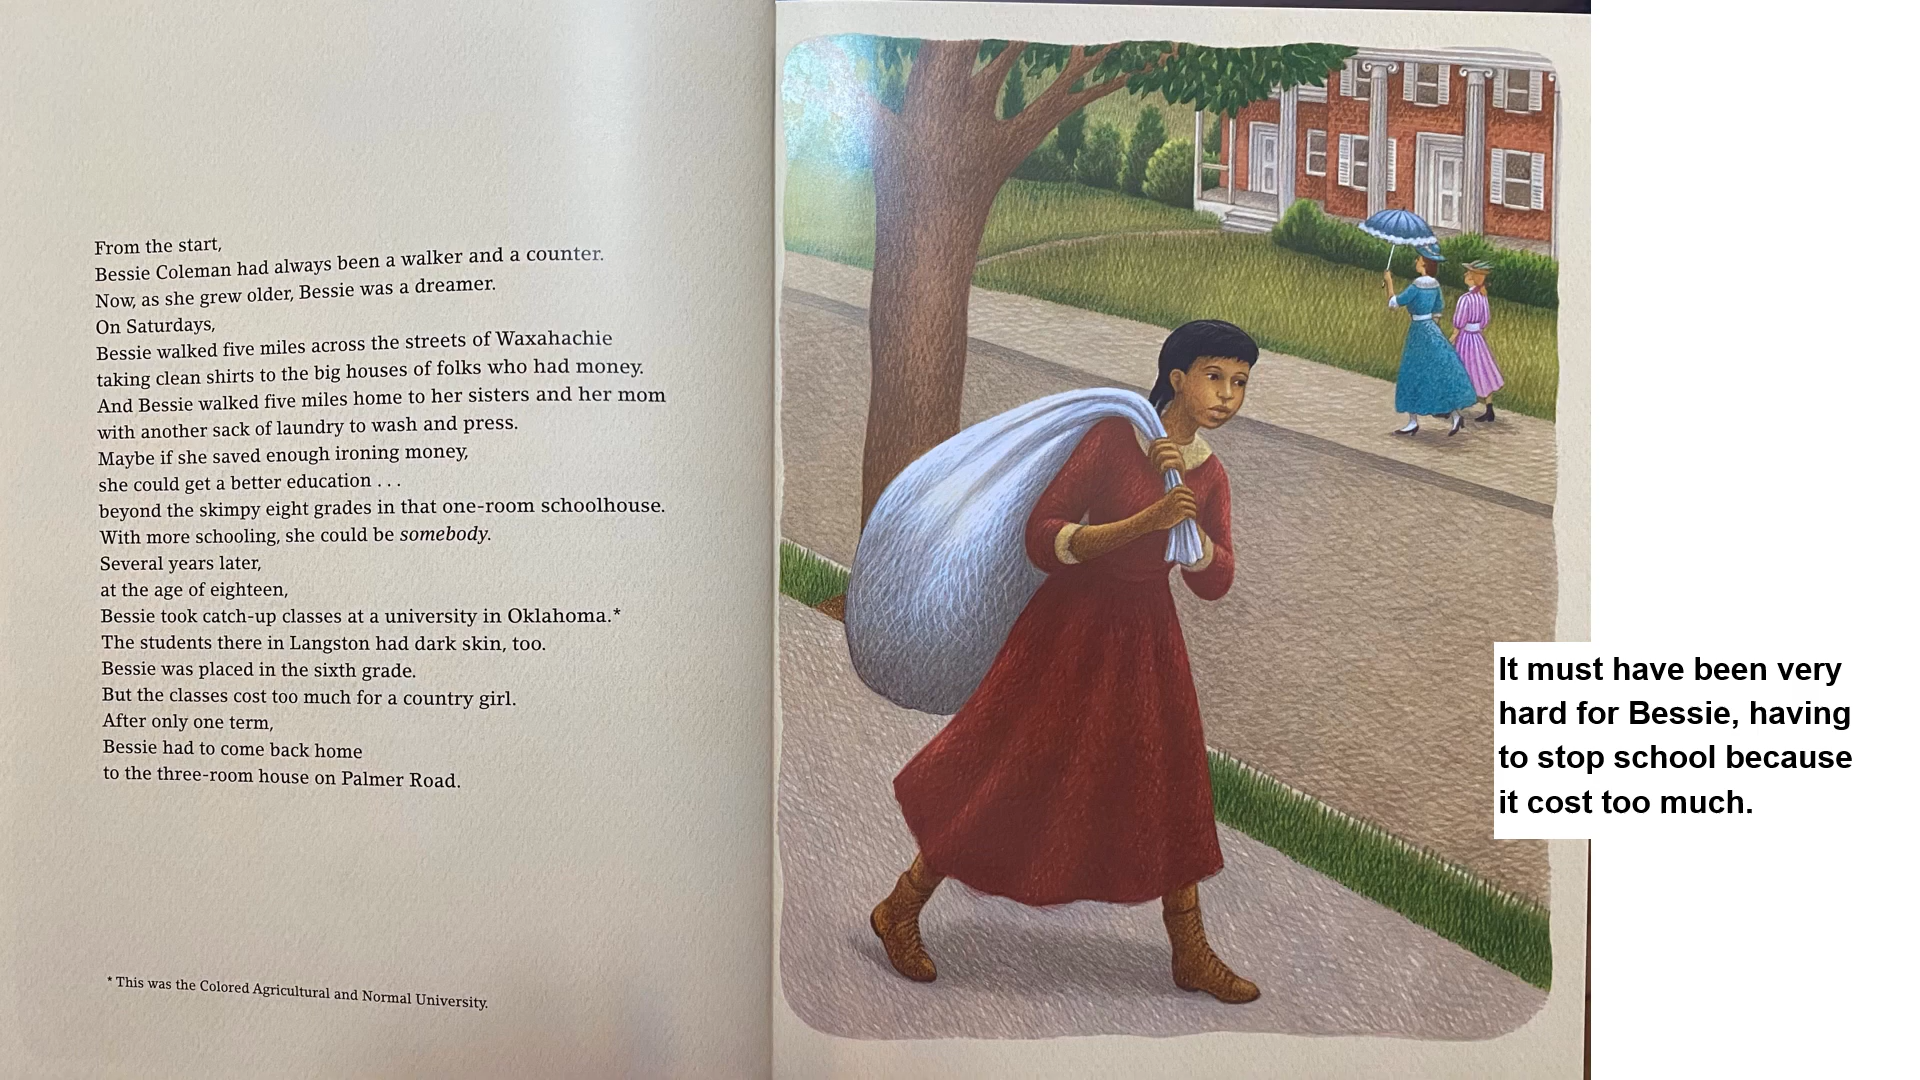 From the start,
Bessie Coleman had always been a walker and a counter.
Now, as she grew older, Bessie was a dreamer.
On Saturdays,
Bessie walked five miles across the streets of Waxahachie
taking clean shirts to the big houses of folks who had money.
And Bessie walked five miles home to her sisters and her mom
with another sack of laundry to wash and press.
Maybe if she saved enough ironing money,
she could get a better education . . .
beyond the skimpy eight grades in that one-room schoolhouse.
With more schooling, she could be somebody.
Several years later,
at the age of eighteen,
Bessie took catch-up classes at a university in Oklahoma.*
The students there in Langston had dark skin, too.
Bessie was placed in the sixth grade.
But the classes cost too much for a country girl.
After only one term,
Bessie had to come back home
to the three-room house on Palmer Road.
* This was the Colored Agricultural and Normal University.
It must have been very
hard for Bessie, having
to stop school because
it cost too much.